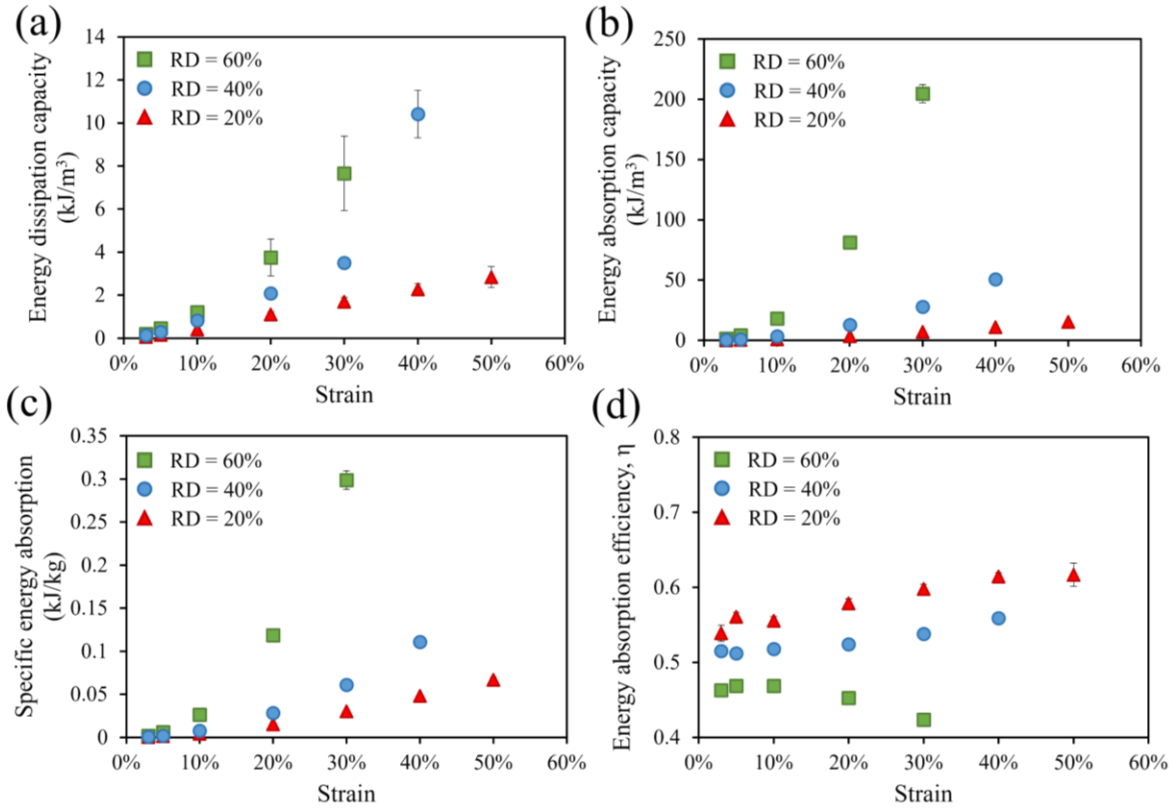 (a)
Energy dissipation capacity
(kJ/m³)
14
12
10
8
6
4
2
0
RD = 60%
RD = 40%
RD = 20%
0% 10% 20% 30% 40% 50% 60%
Strain
(b)
Energy absorption capacity
(kJ/m³)
250
200
150
100
50
0
RD = 60%
RD = 40%
RD = 20%
0% 10% 20% 30% 40% 50% 60%
Strain
(c)
Specific energy absorption
(kJ/kg)
0.35
0.3
0.25
0.2
0.15
0.1
0.05
0
RD = 60%
RD = 40%
RD = 20%
0% 10% 20% 30% 40% 50% 60%
Strain
(d)
Energy absorption efficiency, η
0.8
0.7
0.6
0.5
0.4
RD = 60%
RD = 40%
RD = 20%
0% 10% 20% 30% 40% 50% 60%
Strain